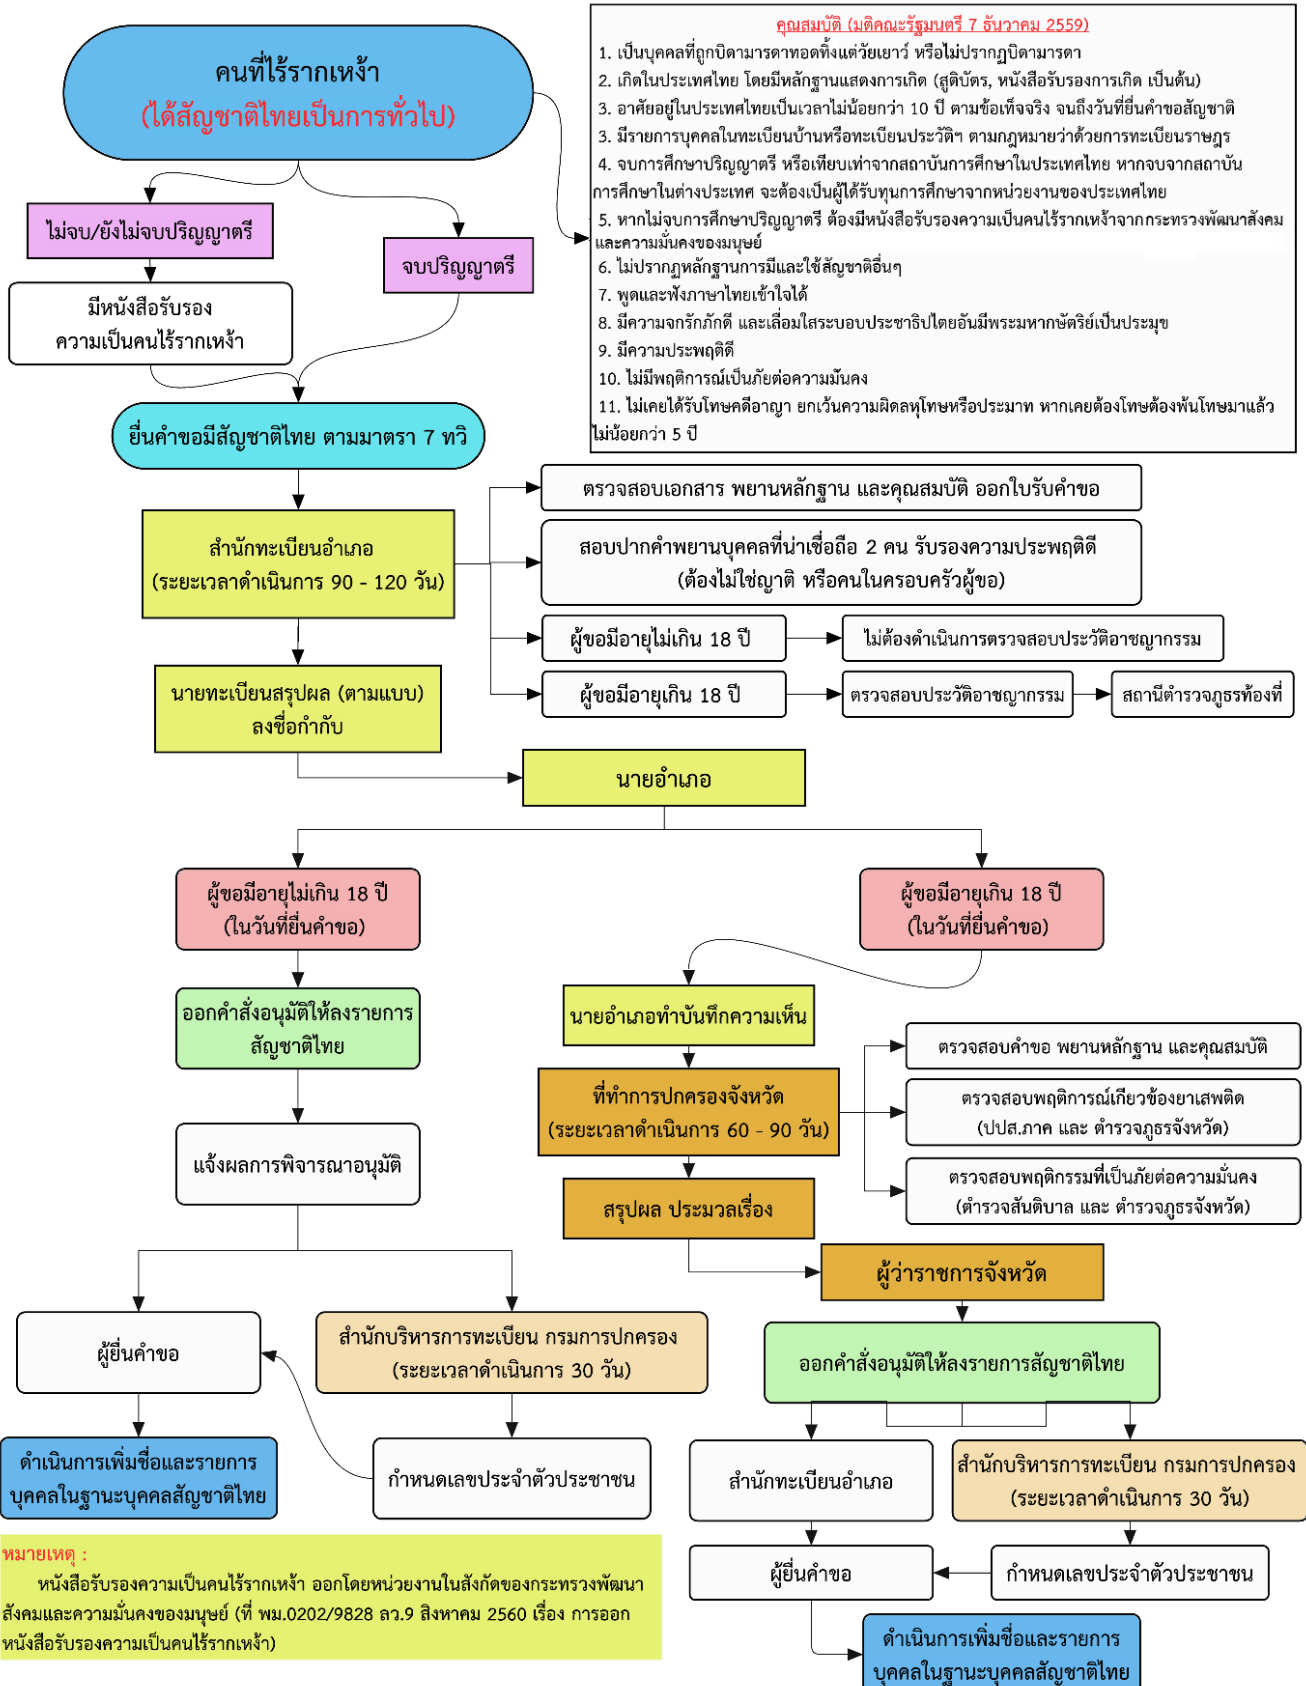 คนที่ไร้รากเหง้า
(ได้สัญชาติไทยเป็นการทั่วไป)
คุณสมบัติ (มติคณะรัฐมนตรี 7 ธันวาคม 2559)
1. เป็นบุคคลที่ถูกบิดามารดาทอดทิ้งแต่วัยเยาว์ หรือไม่ปรากฏบิดามารดา
2. เกิดในประเทศไทย โดยมีหลักฐานแสดงการเกิด (สูติบัตร, หนังสือรับรองการเกิด เป็นต้น)
3. อาศัยอยู่ในประเทศไทยเป็นเวลาไม่น้อยกว่า 10 ปี ตามข้อเท็จจริง จนถึงวันที่ยื่นคำขอสัญชาติ
3. มีรายการบุคคลในทะเบียนบ้านหรือทะเบียนประวัติฯ ตามกฎหมายว่าด้วยการทะเบียนราษฎร
4. จบการศึกษาปริญญาตรี หรือเทียบเท่าจากสถาบันการศึกษาในประเทศไทย หากจบจากสถาบัน
การศึกษาในต่างประเทศ จะต้องเป็นผู้ได้รับทุนการศึกษาจากหน่วยงานของประเทศไทย
5. หากไม่จบการศึกษาปริญญาตรี ต้องมีหนังสือรับรองความเป็นคนไร้รากเหง้าจากกระทรวงพัฒนาสังคม
และความมั่นคงของมนุษย์
6. ไม่ปรากฏหลักฐานการมีและใช้สัญชาติอื่นๆ
7. พูดและฟังภาษาไทยเข้าใจได้
8. มีความจกรักภักดี และเลื่อมใสระบอบประชาธิปไตยอันมีพระมหากษัตริย์เป็นประมุข
9. มีความประพฤติดี
10. ไม่มีพฤติการณ์เป็นภัยต่อความมั่นคง
11. ไม่เคยได้รับโทษคดีอาญา ยกเว้นความผิดลหุโทษหรือประมาท หากเคยต้องโทษต้องพ้นโทษมาแล้ว
ไม่น้อยกว่า 5 ปี
ไม่จบ/ยังไม่จบปริญญาตรี
จบปริญญาตรี
มีหนังสือรับรอง
ความเป็นคนไร้รากเหง้า
ยื่นคำขอมีสัญชาติไทย ตามมาตรา 7 ทวิ
สำนักทะเบียนอำเภอ
(ระยะเวลาดำเนินการ 90 - 120 วัน)
ตรวจสอบเอกสาร พยานหลักฐาน และคุณสมบัติ ออกใบรับคำขอ
สอบปากคำพยานบุคคลที่น่าเชื่อถือ 2 คน รับรองความประพฤติดี
(ต้องไม่ใช่ญาติ หรือคนในครอบครัวผู้ขอ)
ผู้ขอมีอายุไม่เกิน 18 ปี
ไม่ต้องดำเนินการตรวจสอบประวัติอาชญากรรม
ผู้ขอมีอายุเกิน 18 ปี
ตรวจสอบประวัติอาชญากรรม
สถานีตำรวจภูธรท้องที่
นายทะเบียนสรุปผล (ตามแบบ)
ลงชื่อกำกับ
นายอำเภอ
ผู้ขอมีอายุไม่เกิน 18 ปี
(ในวันที่ยื่นคำขอ)
ผู้ขอมีอายุเกิน 18 ปี
(ในวันที่ยื่นคำขอ)
ออกคำสั่งอนุมัติให้ลงรายการ
สัญชาติไทย
แจ้งผลการพิจารณาอนุมัติ
นายอำเภอทำบันทึกความเห็น
ที่ทำการปกครองจังหวัด
(ระยะเวลาดำเนินการ 60 - 90 วัน)
ตรวจสอบคำขอ พยานหลักฐาน และคุณสมบัติ
ตรวจสอบพฤติการณ์เกี่ยวข้องยาเสพติด
(ปปส.ภาค และ ตำรวจภูธรจังหวัด)
ตรวจสอบพฤติกรรมที่เป็นภัยต่อความมั่นคง
(ตำรวจสันติบาล และ ตำรวจภูธรจังหวัด)
สรุปผล ประมวลเรื่อง
ผู้ว่าราชการจังหวัด
ผู้ยื่นคำขอ
สำนักบริหารการทะเบียน กรมการปกครอง
(ระยะเวลาดำเนินการ 30 วัน)
ออกคำสั่งอนุมัติให้ลงรายการสัญชาติไทย
ดำเนินการเพิ่มชื่อและรายการ
บุคคลในฐานะบุคคลสัญชาติไทย
กำหนดเลขประจำตัวประชาชน
สำนักทะเบียนอำเภอ
สำนักบริหารการทะเบียน กรมการปกครอง
(ระยะเวลาดำเนินการ 30 วัน)
ผู้ยื่นคำขอ
กำหนดเลขประจำตัวประชาชน
ดำเนินการเพิ่มชื่อและรายการ
บุคคลในฐานะบุคคลสัญชาติไทย
หมายเหตุ :
หนังสือรับรองความเป็นคนไร้รากเหง้า ออกโดยหน่วยงานในสังกัดของกระทรวงพัฒนา
สังคมและความมั่นคงของมนุษย์ (ที่ พม.0202/9828 ลว.9 สิงหาคม 2560 เรื่อง การออก
หนังสือรับรองความเป็นคนไร้รากเหง้า)